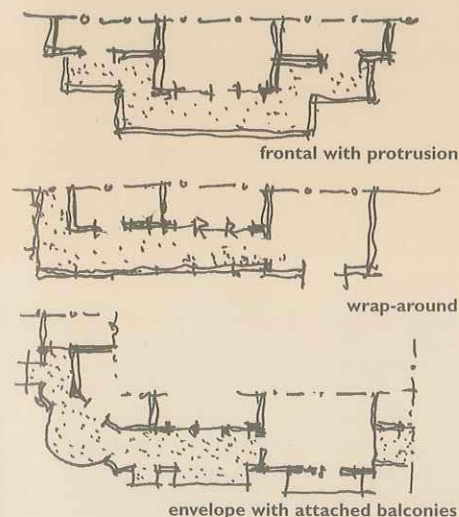 frontal with protrusion
wrap-around
envelope with attached balconies